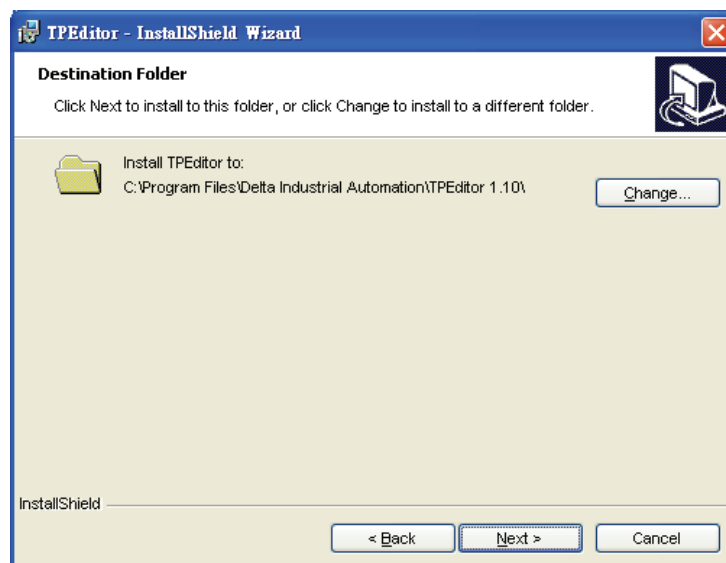 TPEditor - InstallShield Wizard
Destination Folder
Click Next to install to this folder, or click Change to install to a different folder.
Install TPEditor to:
C:\Program Files\Delta Industrial Automation\TPEditor 1.10\
Change...
InstallShield
< Back
Next >
Cancel